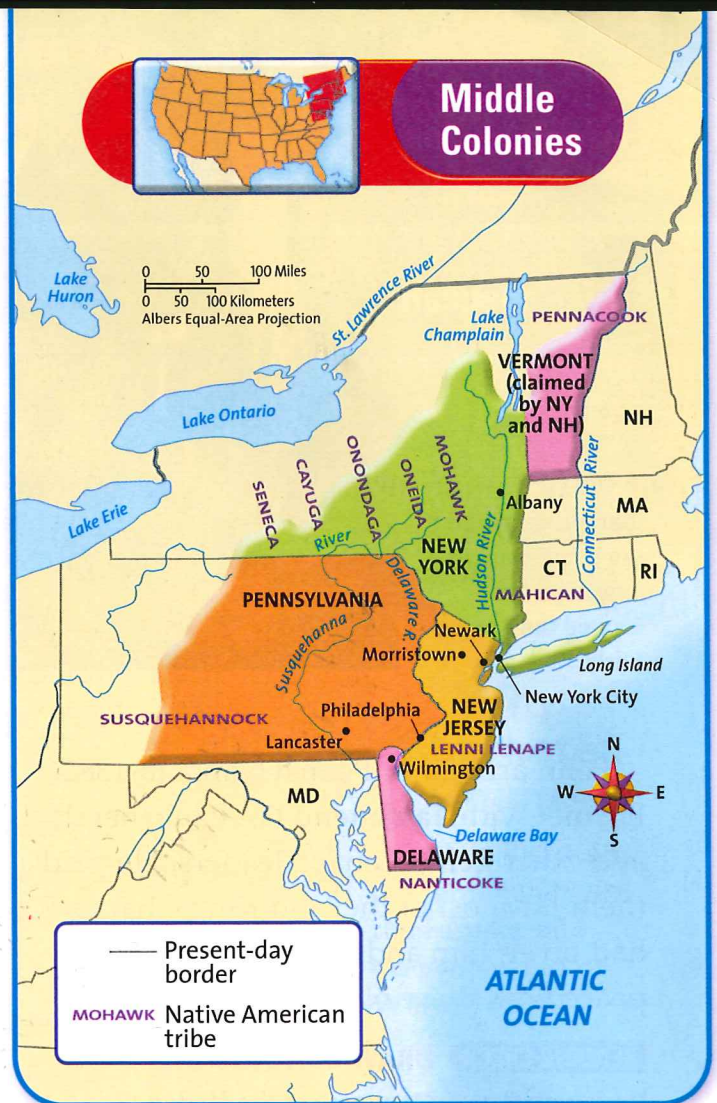 Middle
Colonies
0 50 100 Miles
0 50 100 Kilometers
Albers Equal-Area Projection
Lake
Huron
St. Lawrence River
Lake
Champlain
PENNACOOK
VERMONT
(claimed
by NY
and NH)
NH
Lake Ontario
Lake Erie
SENECA
CAYUGA
ONONDAGA
ONEIDA
MOHAWK
Albany
Connecticut River
MA
River
NEW
YORK
Hudson River
CT
RI
MAHICAN
PENNSYLVANIA
Delaware R.
Susquehanna
Newark
Morristown
Long Island
New York City
SUSQUEHANNOCK
Philadelphia
Lancaster
NEW
JERSEY
LENNI LENAPE
Wilmington
MD
N
W
E
S
Delaware Bay
DELAWARE
NANTICOKE
Present-day
border
MOHAWK Native American
tribe
ATLANTIC
OCEAN